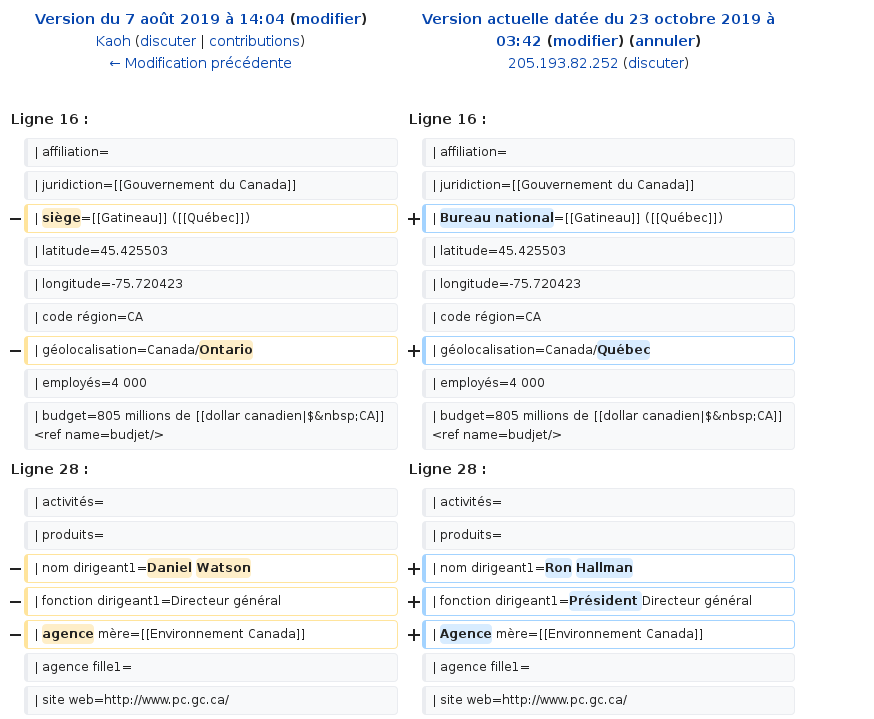 Version du 7 août 2019 à 14:04 (modifier)
Kaoh (discuter | contributions)
← Modification précédente
Version actuelle datée du 23 octobre 2019 à
03:42 (modifier) (annuler)
205.193.82.252 (discuter)
Ligne 16 :
Ligne 16 :
| affiliation=
| affiliation=
| juridiction=[[Gouvernement du Canada]]
| juridiction=[[Gouvernement du Canada]]
− | siège=[[Gatineau]] ([[Québec]])
+ | Bureau national=[[Gatineau]] ([[Québec]])
| latitude=45.425503
| latitude=45.425503
| longitude=-75.720423
| longitude=-75.720423
| code région=CA
| code région=CA
− | géolocalisation=Canada/Ontario
+ | géolocalisation=Canada/Québec
| employés=4 000
| employés=4 000
| budget=805 millions de [[dollar canadien|$&nbsp;CA]]
<ref name=budjet/>
| budget=805 millions de [[dollar canadien|$&nbsp;CA]]
<ref name=budjet/>
Ligne 28 :
Ligne 28 :
| activités=
| activités=
| produits=
| produits=
− | nom dirigeant1=Daniel Watson
+ | nom dirigeant1=Ron Hallman
− | fonction dirigeant1=Directeur général
+ | fonction dirigeant1=Président Directeur général
− | agence mère=[[Environnement Canada]]
+ | Agence mère=[[Environnement Canada]]
| agence fille1=
| agence fille1=
| site web=http://www.pc.gc.ca/
| site web=http://www.pc.gc.ca/